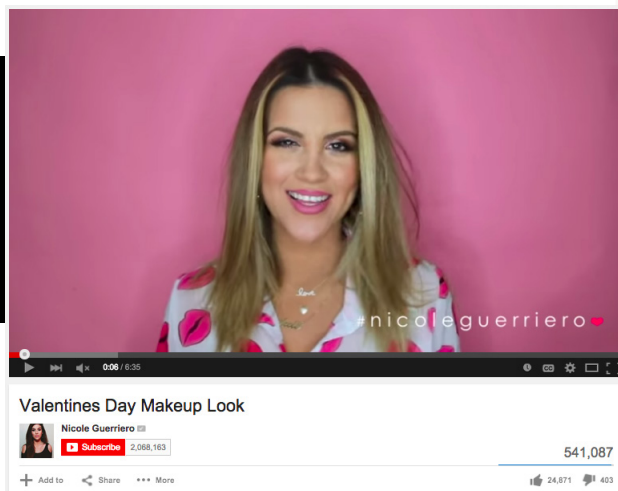 #nicoleguerriero
0:06 / 6:35
CC
Valentines Day Makeup Look
Nicole Guerriero
Subscribe 2,068,163
541,087
Add to Share More
24,871 403